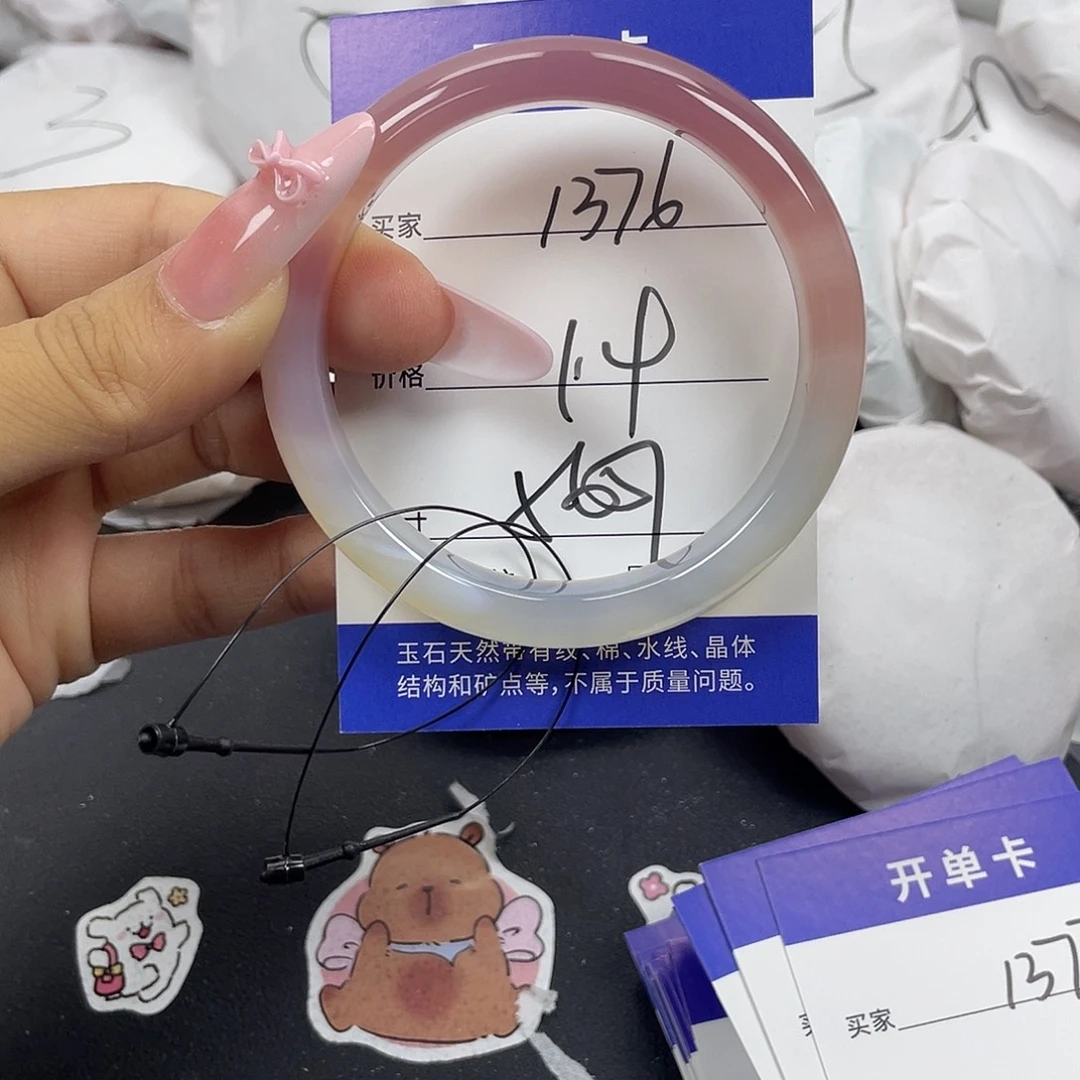 买家 1376
价格 1.4
寸
玉石天然带有纹、棉、水线、晶体
结构和矿点等，不属于质量问题。
开单卡
买家 137